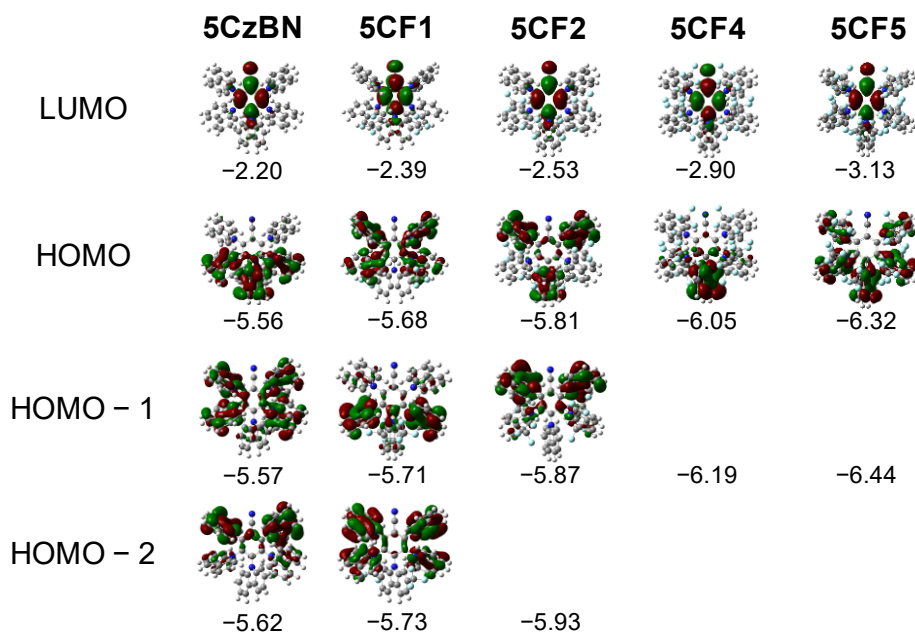 5CzBN 5CF1 5CF2 5CF4 5CF5
LUMO
−2.20 −2.39 −2.53 −2.90 −3.13
HOMO
−5.56 −5.68 −5.81 −6.05 −6.32
HOMO − 1
−5.57 −5.71 −5.87 −6.19 −6.44
HOMO − 2
−5.62 −5.73 −5.93